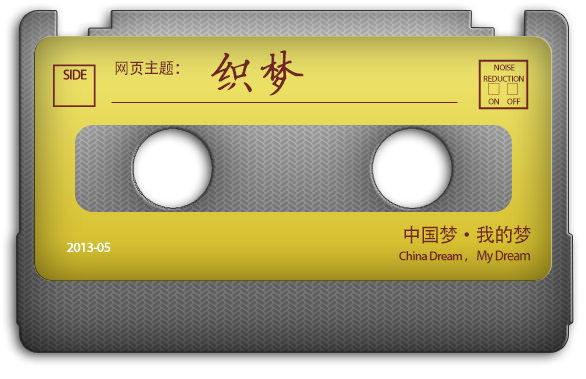 SIDE
网页主题：
织梦
NOISE
REDUCTION
ON OFF
2013-05
中国梦·我的梦
China Dream， My Dream